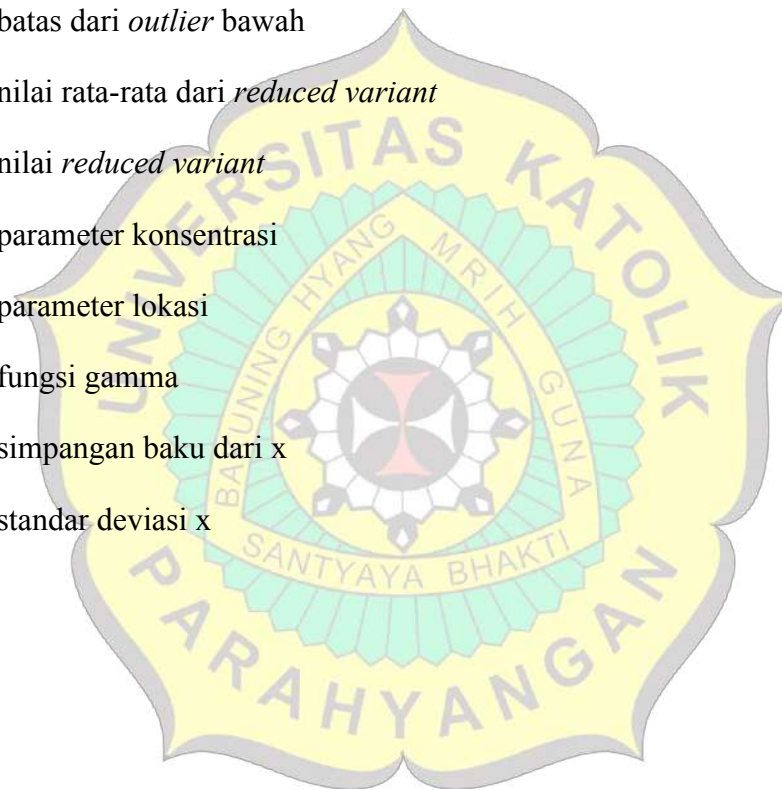 batas dari outlier bawah
nilai rata-rata dari reduced variant
nilai reduced variant
parameter konsentrasi
parameter lokasi
fungsi gamma
simpangan baku dari x
standar deviasi x
UNIVERSITAS KATOLIK
PARAHYANGAN
BAKUNING HYANG MRIH GUNA
SANTYAYA BHAKTI